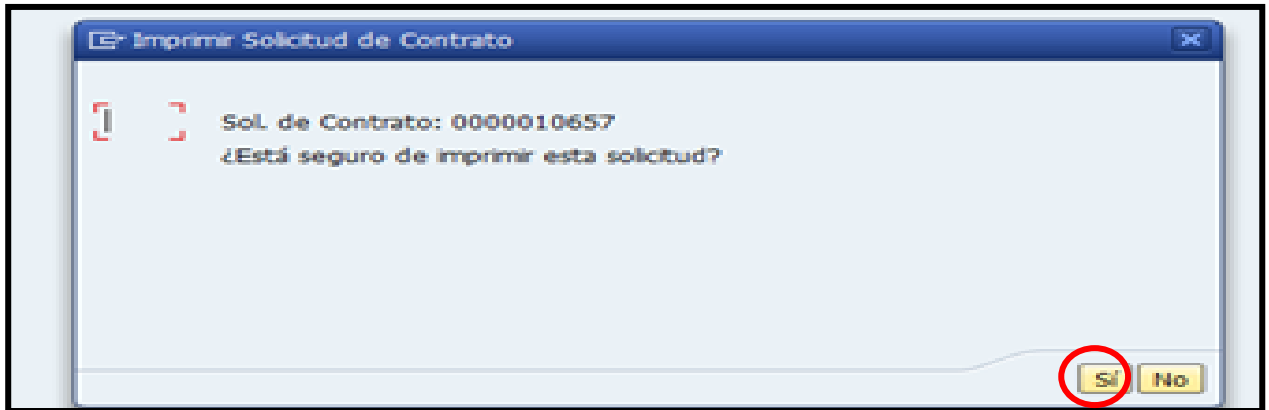 Imprimir Solicitud de Contrato
Sol. de Contrato: 0000010657
¿Está seguro de imprimir esta solicitud?
Sí No